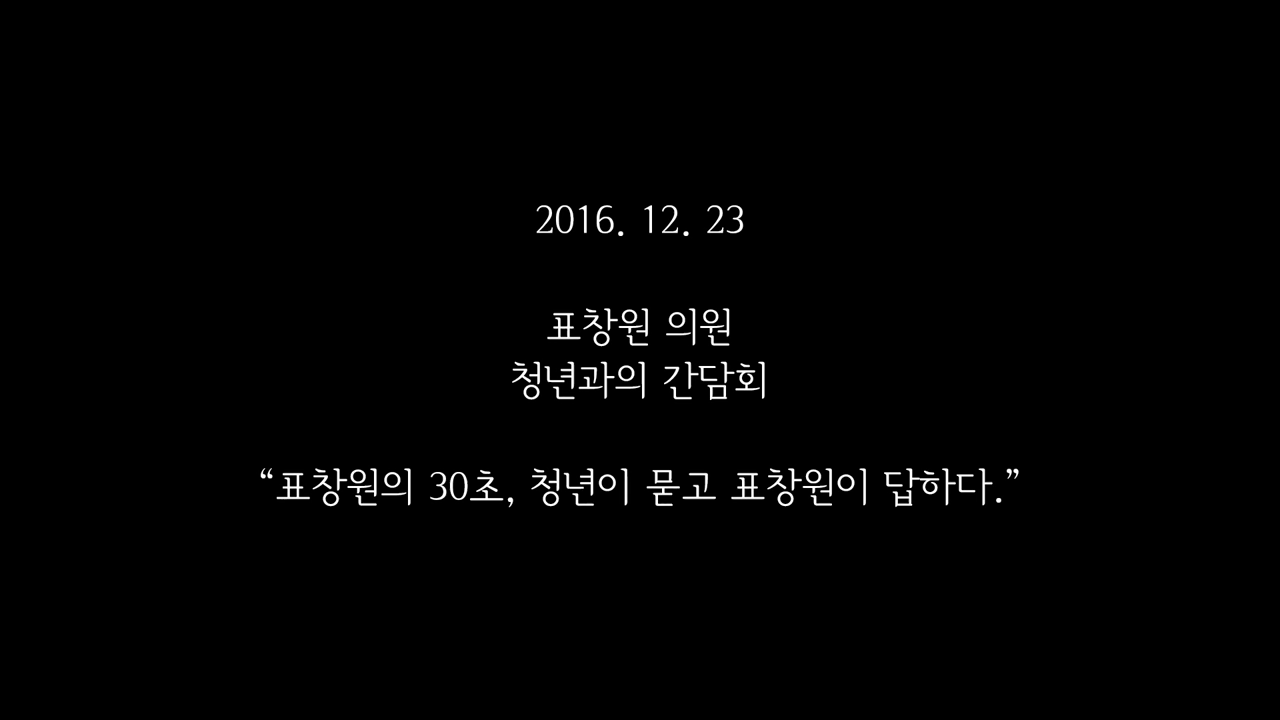 2016. 12. 23
표창원 의원
청년과의 간담회
“표창원의 30초, 청년이 묻고 표창원이 답하다.”